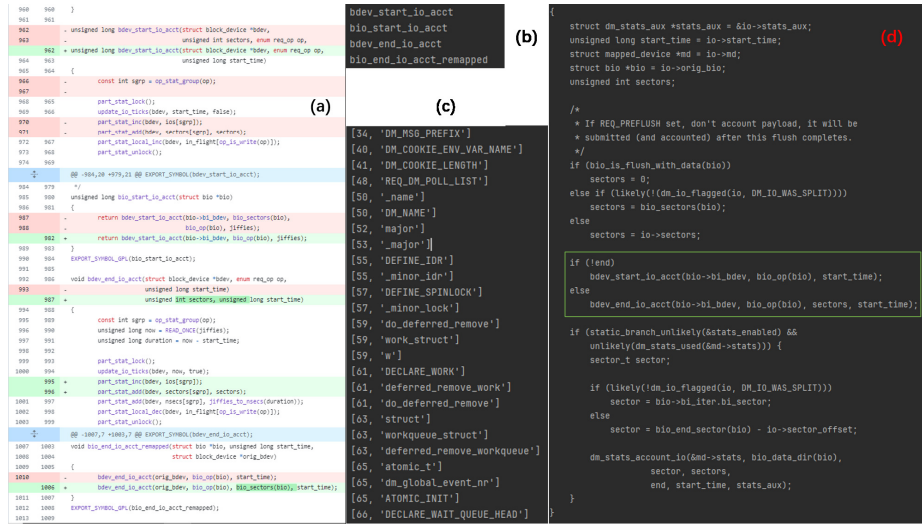 960 960 }
961 961
962 - unsigned long bdev_start_io_acct(struct block_device *bdev,
963 - unsigned int sectors, enum req_op op,
962 + unsigned long bdev_start_io_acct(struct block_device *bdev, enum req_op op,
964 963 unsigned long start_time)
965 964 {
966 - const int sgrp = op_stat_group(op);
967 -
968 965 part_stat_lock();
969 966 update_io_ticks(bdev, start_time, false);
970 - part_stat_inc(bdev, ios[sgrp]);
971 - part_stat_add(bdev, sectors[sgrp], sectors);
972 967 part_stat_local_inc(bdev, in_flight[op_is_write(op)]);
973 968 part_stat_unlock();
974 969
@@ -984,20 +979,21 @@ EXPORT_SYMBOL(bdev_start_io_acct);
984 979 */
985 980 unsigned long bio_start_io_acct(struct bio *bio)
986 981 {
987 - return bdev_start_io_acct(bio->bi_bdev, bio_sectors(bio),
988 - bio_op(bio), jiffies);
982 + return bdev_start_io_acct(bio->bi_bdev, bio_op(bio), jiffies);
989 983 }
990 984 EXPORT_SYMBOL_GPL(bio_start_io_acct);
991 985
992 986 void bdev_end_io_acct(struct block_device *bdev, enum req_op op,
993 - unsigned long start_time)
987 + unsigned int sectors, unsigned long start_time)
994 988 {
995 989 const int sgrp = op_stat_group(op);
996 990 unsigned long now = READ_ONCE(jiffies);
997 991 unsigned long duration = now - start_time;
998 992
999 993 part_stat_lock();
1000 994 update_io_ticks(bdev, now, true);
995 + part_stat_inc(bdev, ios[sgrp]);
996 + part_stat_add(bdev, sectors[sgrp], sectors);
1001 997 part_stat_add(bdev, nsecs[sgrp], jiffies_to_nsecs(duration));
1002 998 part_stat_local_dec(bdev, in_flight[op_is_write(op)]);
1003 999 part_stat_unlock();
@@ -1007,7 +1003,7 @@ EXPORT_SYMBOL(bdev_end_io_acct);
1007 1003 void bio_end_io_acct_remapped(struct bio *bio, unsigned long start_time,
1008 1004 struct block_device *orig_bdev)
1009 1005 {
1010 - bdev_end_io_acct(orig_bdev, bio_op(bio), start_time);
1006 + bdev_end_io_acct(orig_bdev, bio_op(bio), bio_sectors(bio), start_time);
1011 1007 }
1012 1008 EXPORT_SYMBOL_GPL(bio_end_io_acct_remapped);
1013 1009
(a)
bdev_start_io_acct
bio_start_io_acct
bdev_end_io_acct
bio_end_io_acct_remapped
(b)
(c)
[34, 'DM_MSG_PREFIX']
[40, 'DM_COOKIE_ENV_VAR_NAME']
[41, 'DM_COOKIE_LENGTH']
[48, 'REQ_DM_POLL_LIST']
[50, '_name']
[50, 'DM_NAME']
[52, 'major']
[53, '_major']
[55, 'DEFINE_IDR']
[55, '_minor_idr']
[57, 'DEFINE_SPINLOCK']
[57, '_minor_lock']
[59, 'do_deferred_remove']
[59, 'work_struct']
[59, 'w']
[61, 'DECLARE_WORK']
[61, 'deferred_remove_work']
[61, 'do_deferred_remove']
[63, 'struct']
[63, 'workqueue_struct']
[63, 'deferred_remove_workqueue']
[65, 'atomic_t']
[65, 'dm_global_event_nr']
[65, 'ATOMIC_INIT']
[66, 'DECLARE_WAIT_QUEUE_HEAD']
(d)
{
struct dm_stats_aux *stats_aux = &io->stats_aux;
unsigned long start_time = io->start_time;
struct mapped_device *md = io->md;
struct bio *bio = io->orig_bio;
unsigned int sectors;
/*
* If REQ_PREFLUSH set, don't account payload, it will be
* submitted (and accounted) after this flush completes.
*/
if (bio_is_flush_with_data(bio))
sectors = 0;
else if (likely(!(dm_io_flagged(io, DM_IO_WAS_SPLIT))))
sectors = bio_sectors(bio);
else
sectors = io->sectors;
if (!end)
bdev_start_io_acct(bio->bi_bdev, bio_op(bio), start_time);
else
bdev_end_io_acct(bio->bi_bdev, bio_op(bio), sectors, start_time);
if (static_branch_unlikely(&stats_enabled) &&
unlikely(dm_stats_used(&md->stats))) {
sector_t sector;
if (likely(!dm_io_flagged(io, DM_IO_WAS_SPLIT)))
sector = bio->bi_iter.bi_sector;
else
sector = bio_end_sector(bio) - io->sector_offset;
dm_stats_account_io(&md->stats, bio_data_dir(bio),
sector, sectors,
end, start_time, stats_aux);
}
}